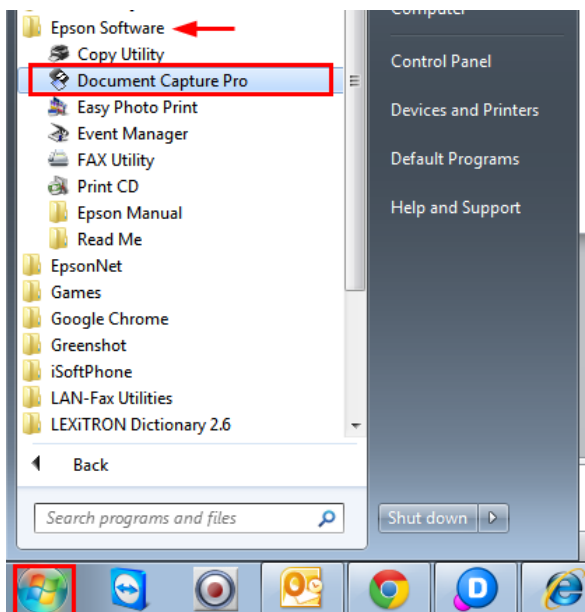 Computer
Epson Software
Copy Utility
Document Capture Pro
Easy Photo Print
Event Manager
FAX Utility
Print CD
Epson Manual
Read Me
EpsonNet
Games
Google Chrome
Greenshot
iSoftPhone
LAN-Fax Utilities
LEXiTRON Dictionary 2.6
Back
Search programs and files
Control Panel
Devices and Printers
Default Programs
Help and Support
Shut down
D